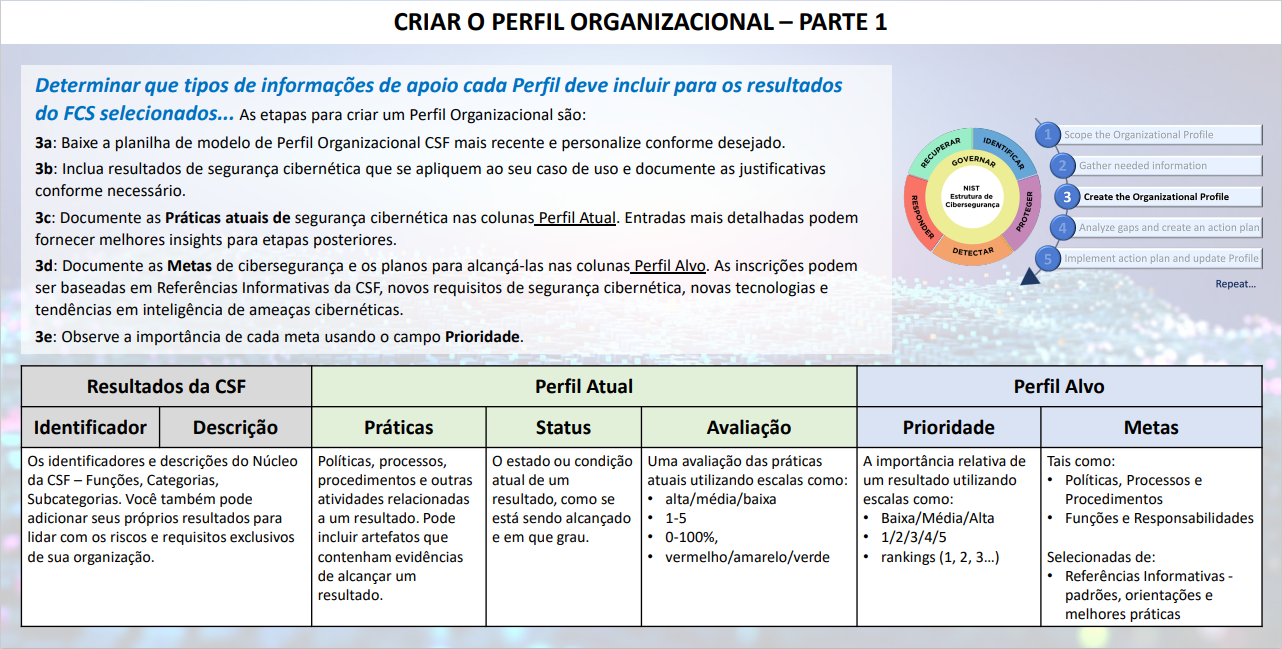 CRIAR O PERFIL ORGANIZACIONAL – PARTE 1
Determinar que tipos de informações de apoio cada Perfil deve incluir para os resultados
do FCS selecionados... As etapas para criar um Perfil Organizacional são:
3a: Baixe a planilha de modelo de Perfil Organizacional CSF mais recente e personalize conforme desejado.
3b: Inclua resultados de segurança cibernética que se apliquem ao seu caso de uso e documente as justificativas
conforme necessário.
3c: Documente as Práticas atuais de segurança cibernética nas colunas Perfil Atual. Entradas mais detalhadas podem
fornecer melhores insights para etapas posteriores.
3d: Documente as Metas de cibersegurança e os planos para alcançá-las nas colunas Perfil Alvo. As inscrições podem
ser baseadas em Referências Informativas da CSF, novos requisitos de segurança cibernética, novas tecnologias e
tendências em inteligência de ameaças cibernéticas.
3e: Observe a importância de cada meta usando o campo Prioridade.
RECUPERAR
IDENTIFICAR
GOVERNAR
NIST
Estrutura de
Cibersegurança
RESPONDER
PROTEGER
DETECTAR
1 Scope the Organizational Profile
2 Gather needed information
3 Create the Organizational Profile
4 Analyze gaps and create an action plan
5 Implement action plan and update Profile
Repeat...
Resultados da CSF
Perfil Atual
Perfil Alvo
Identificador
Descrição
Práticas
Status
Avaliação
Prioridade
Metas
Os identificadores e descrições do Núcleo
da CSF – Funções, Categorias,
Subcategorias. Você também pode
adicionar seus próprios resultados para
lidar com os riscos e requisitos exclusivos
de sua organização.
Políticas, processos,
procedimentos e outras
atividades relacionadas
a um resultado. Pode
incluir artefatos que
contenham evidências
de alcançar um
resultado.
O estado ou condição
atual de um
resultado, como se
está sendo alcançado
e em que grau.
Uma avaliação das práticas
atuais utilizando escalas como:
• alta/média/baixa
• 1-5
• 0-100%,
• vermelho/amarelo/verde
A importância relativa de
um resultado utilizando
escalas como:
• Baixa/Média/Alta
• 1/2/3/4/5
• rankings (1, 2, 3...)
Tais como:
• Políticas, Processos e
Procedimentos
• Funções e Responsabilidades
Selecionadas de:
• Referências Informativas -
padrões, orientações e
melhores práticas